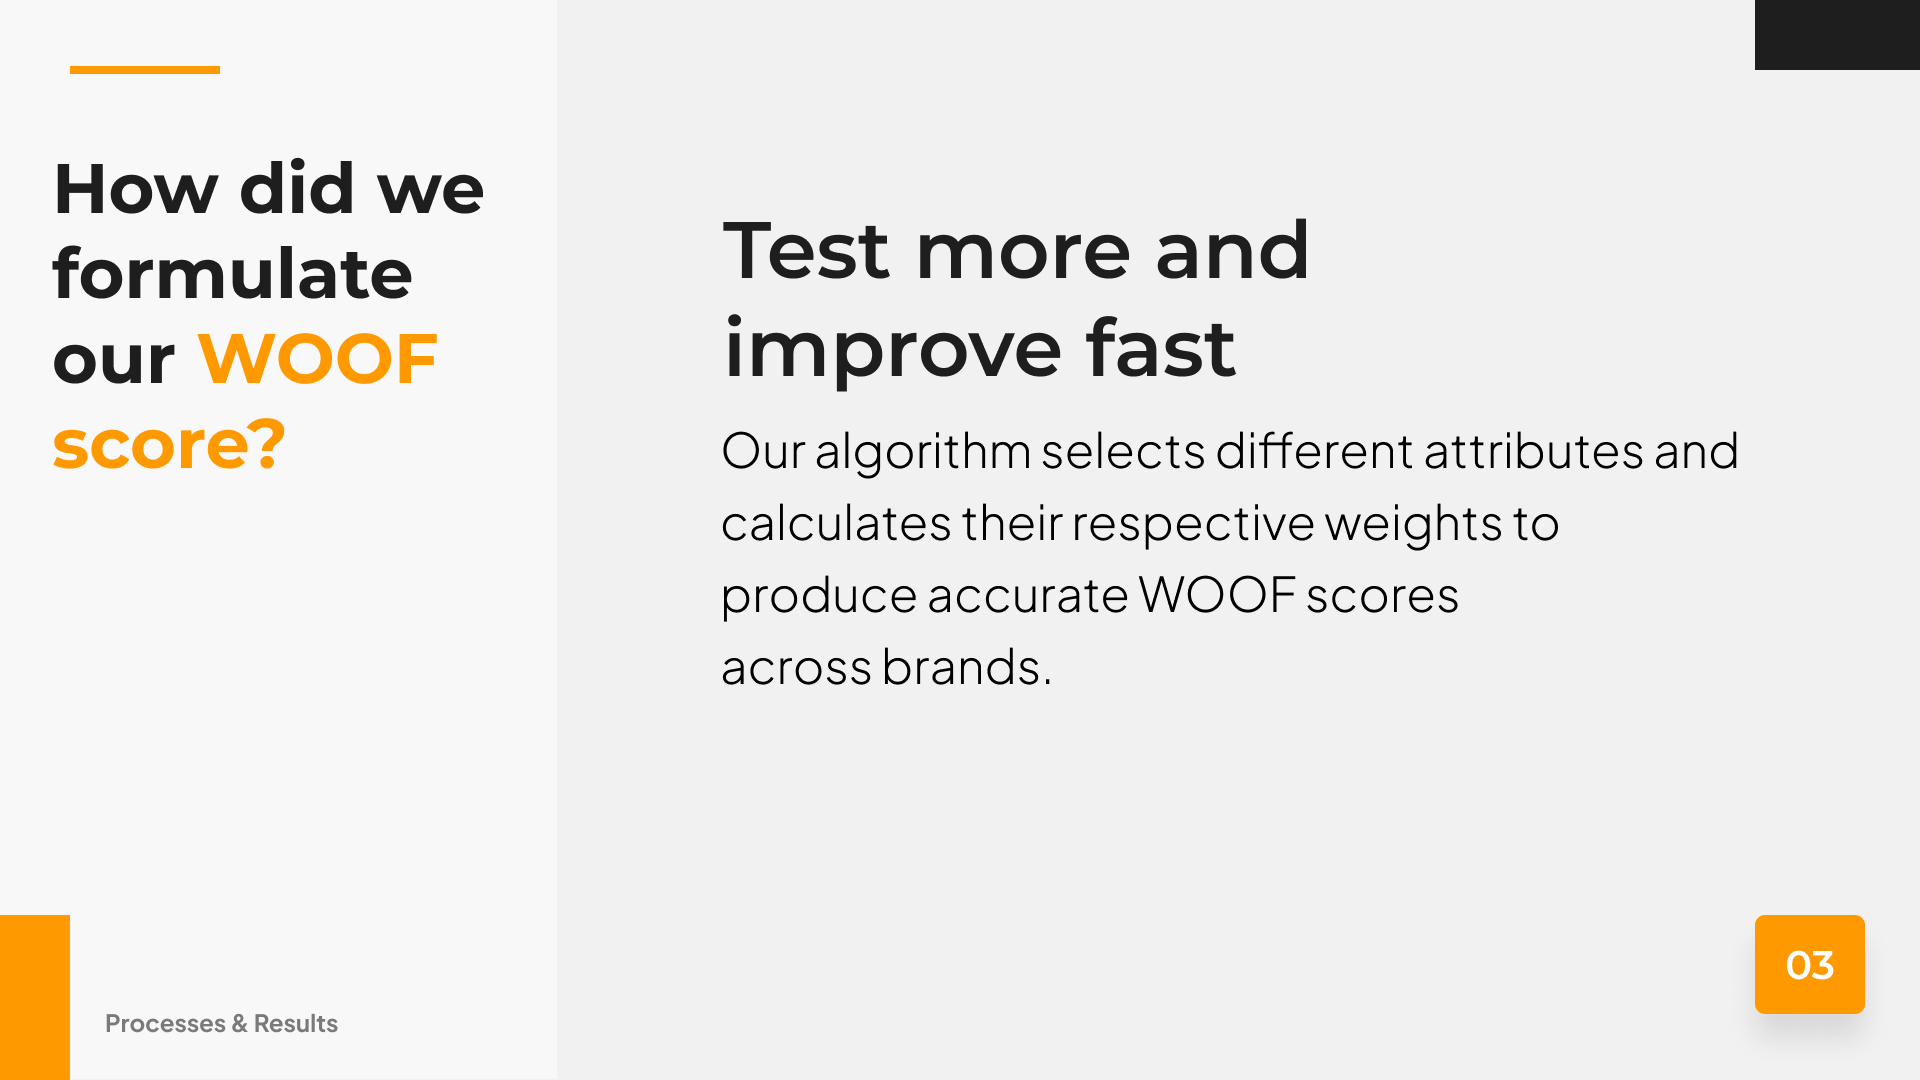 How did we
formulate
our WOOF
score?
Test more and
improve fast
Our algorithm selects different attributes and
calculates their respective weights to
produce accurate WOOF scores
across brands.
Processes & Results
03